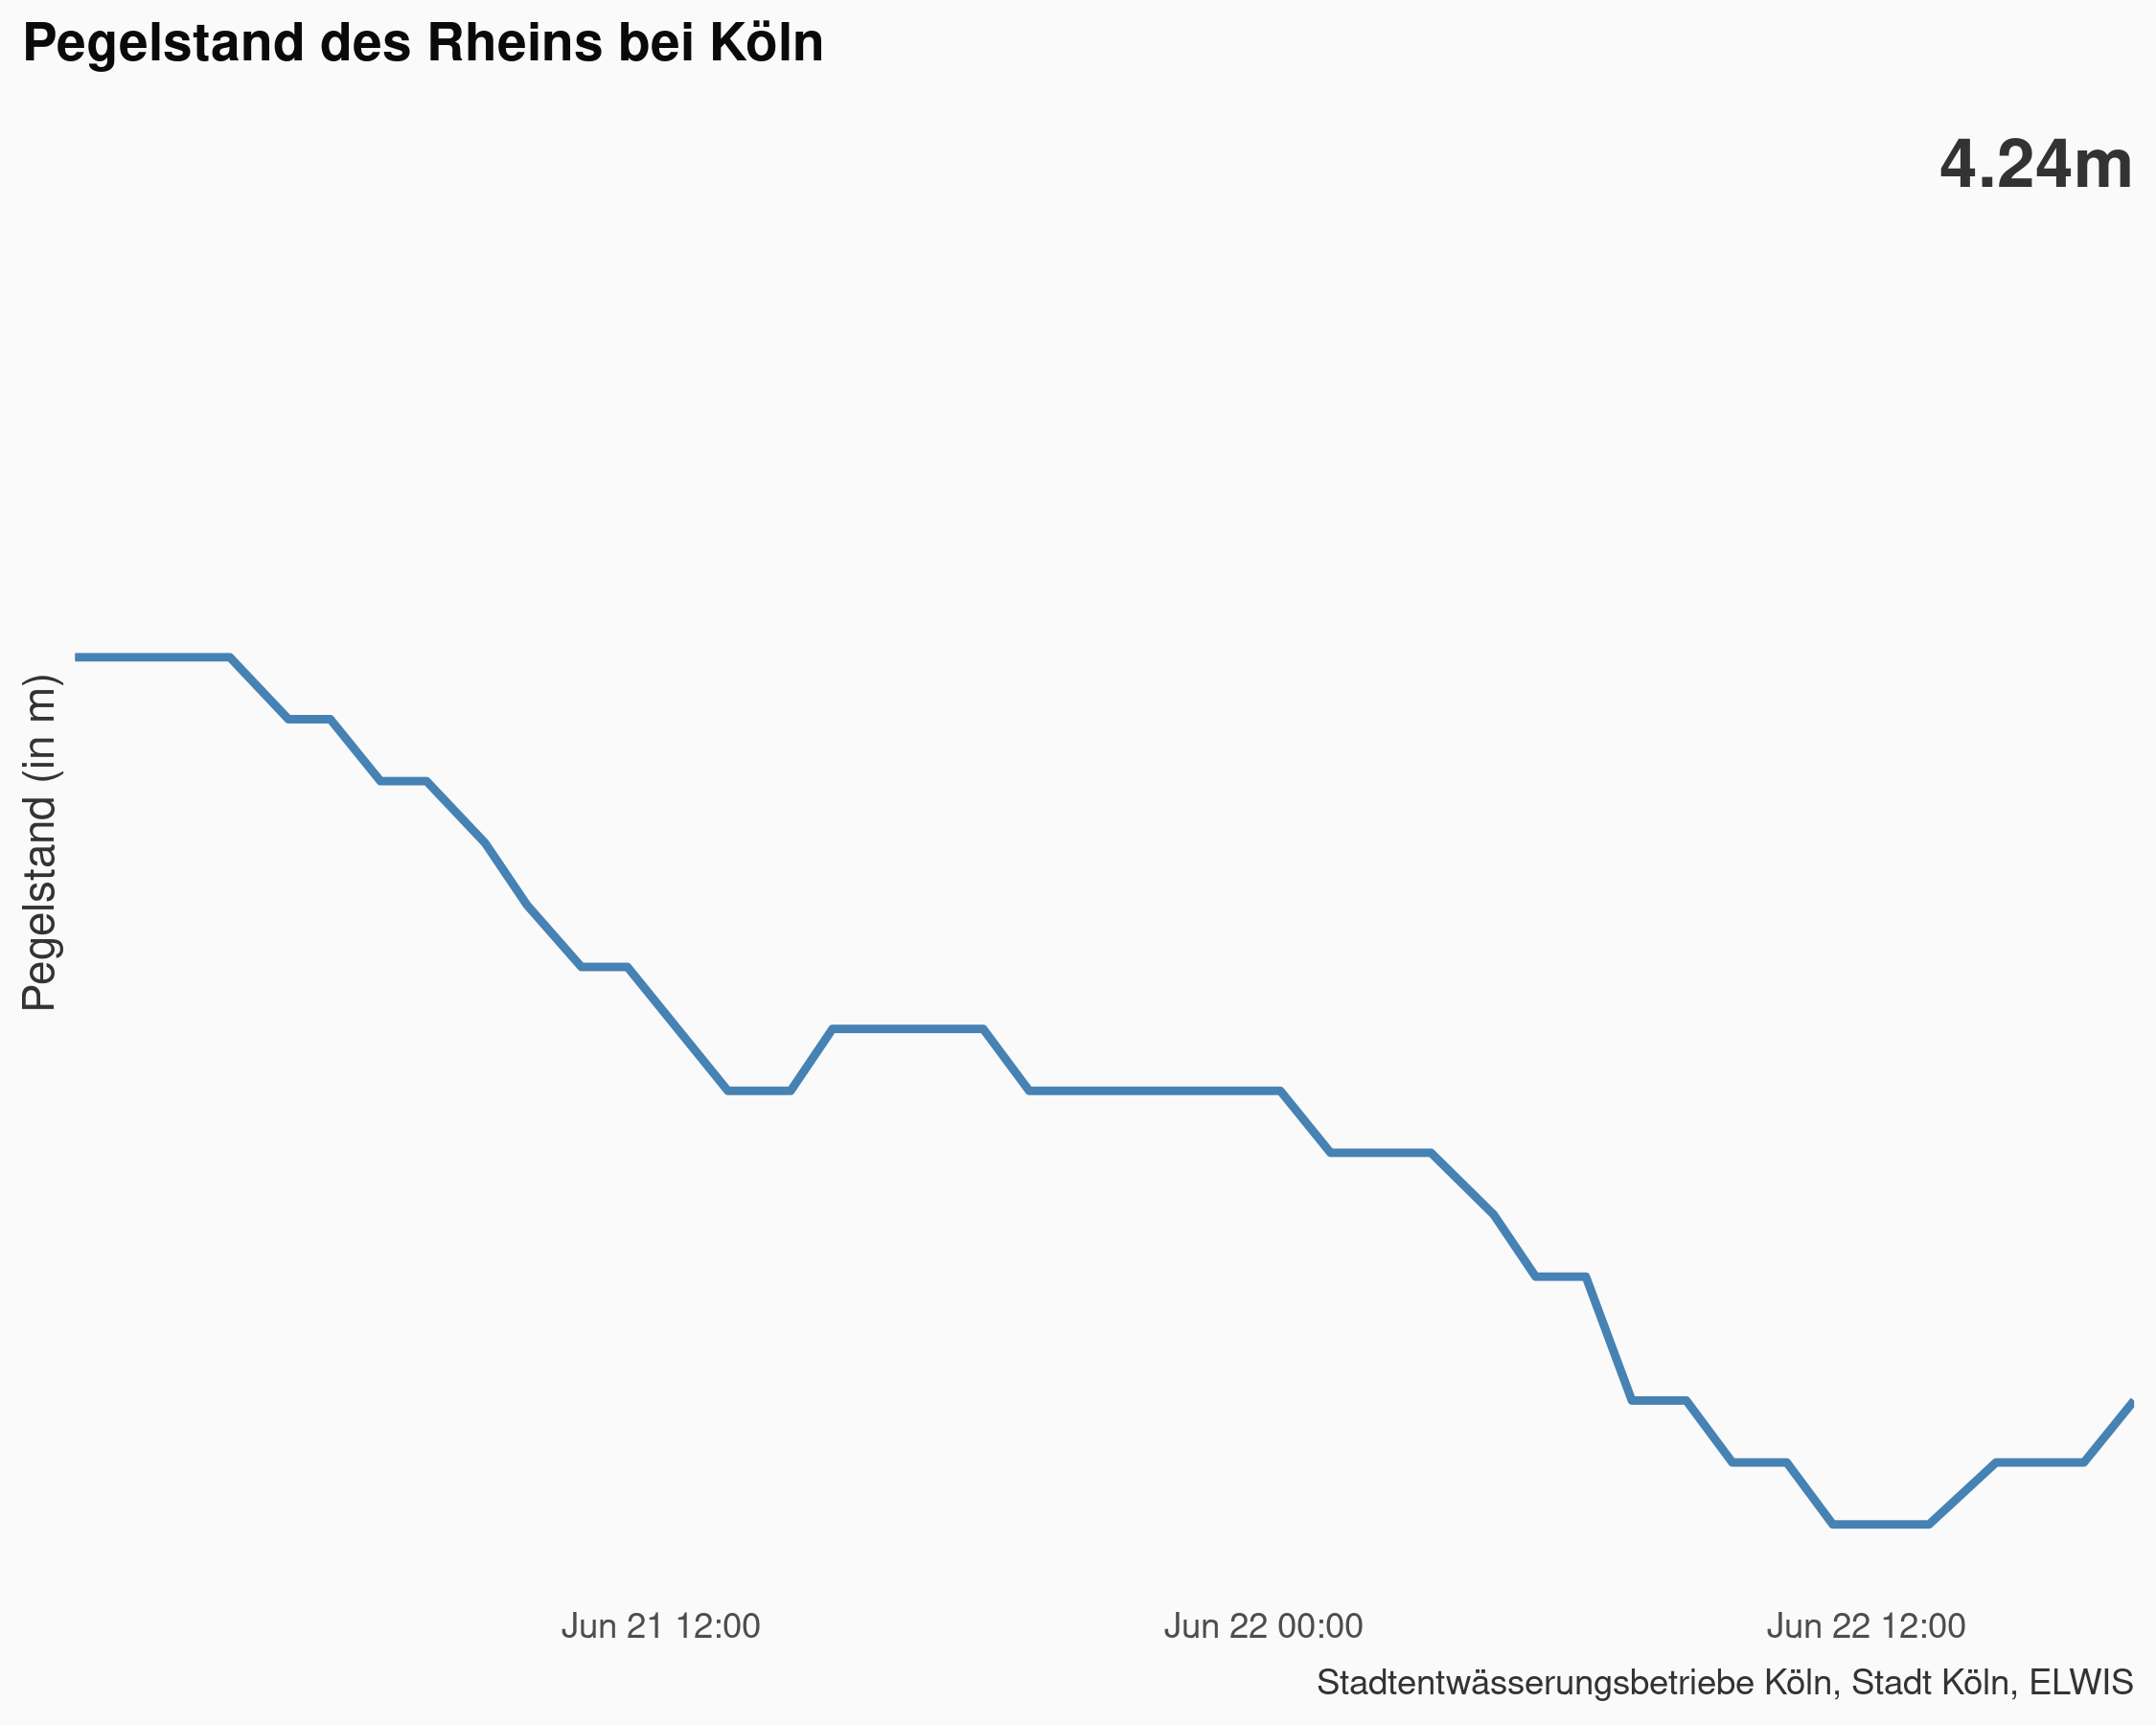 Pegelstand des Rheins bei Köln
4.24m
Pegelstand (in m)
Jun 21 12:00
Jun 22 00:00
Jun 22 12:00
Stadtentwässerungsbetriebe Köln, Stadt Köln, ELWIS